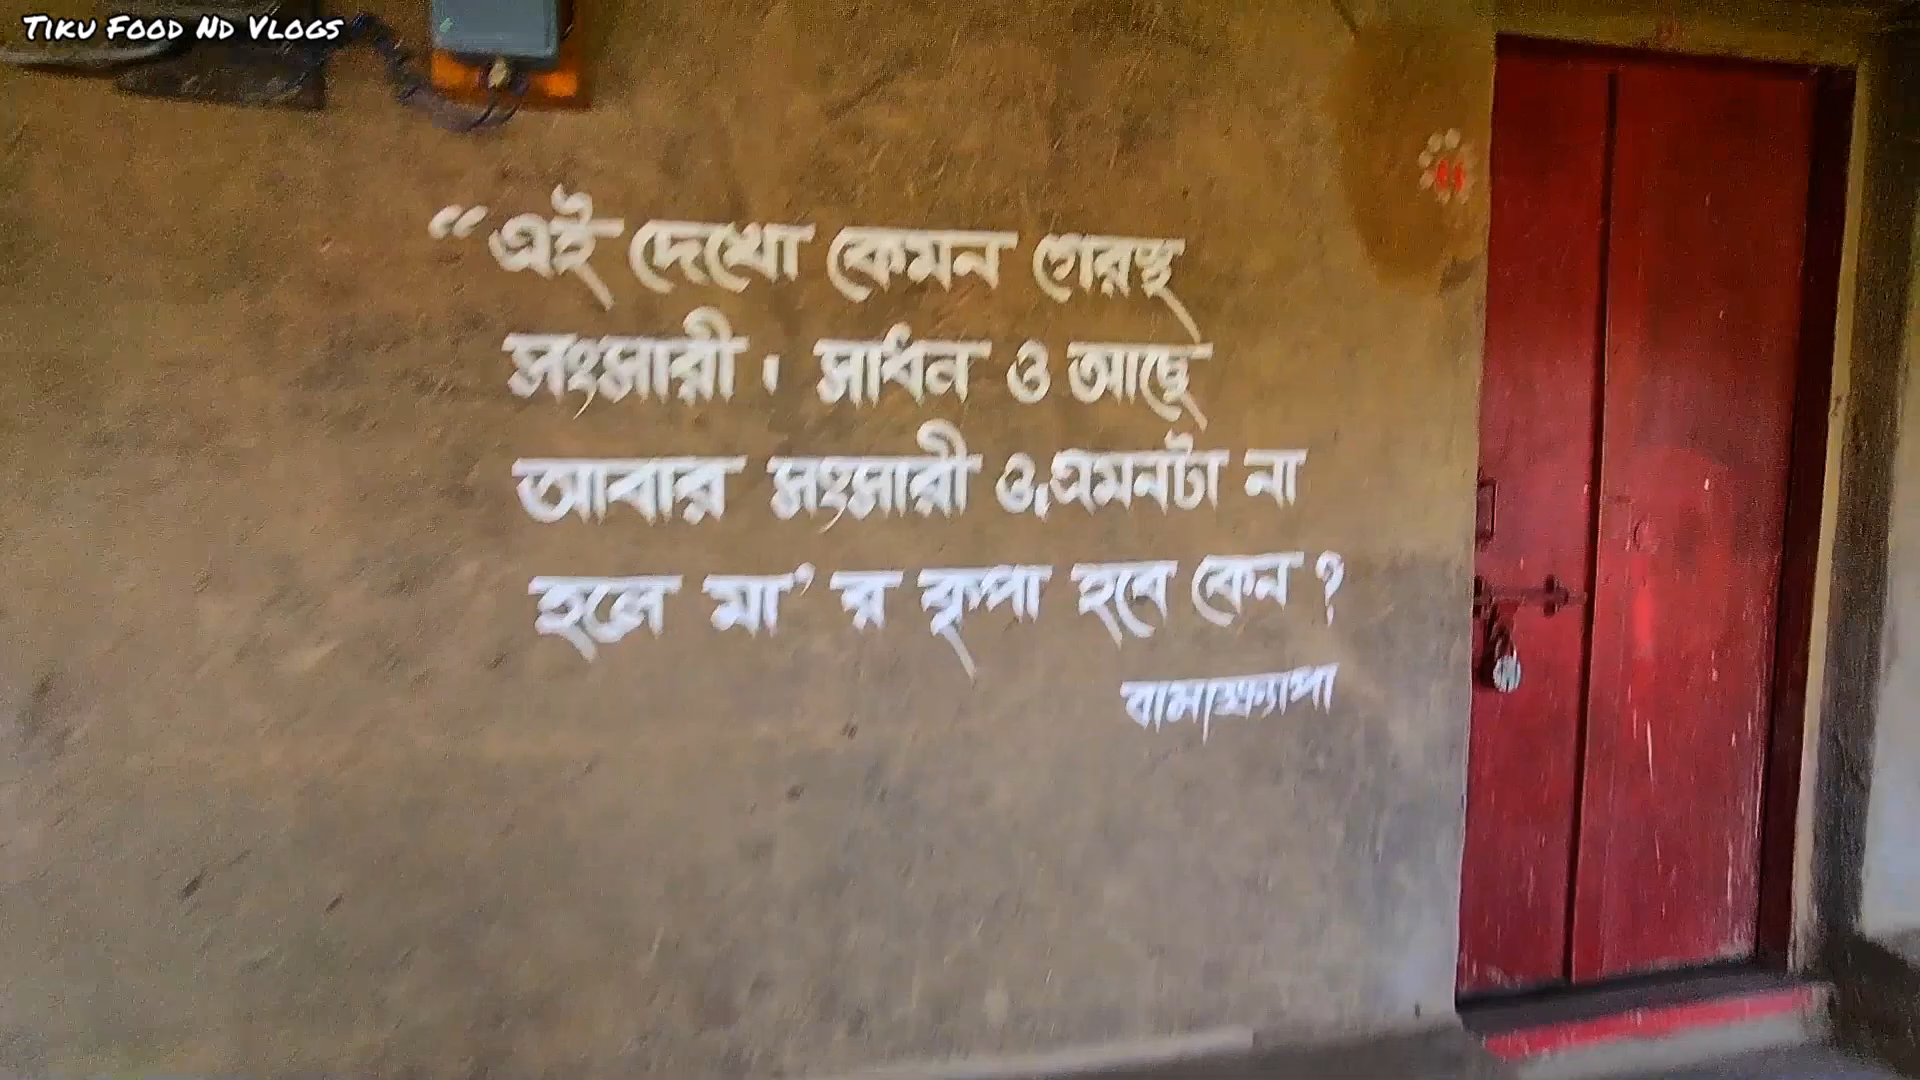 Tiku Food Nd Vlogs
“এই দেখো কেমন গেরস্থ
সংসারী। সাধন ও আছে
আবার সংসারী ও,এমনটা না
হলে মা’র কৃপা হবে কেন ?
বামাক্ষ্যাপা